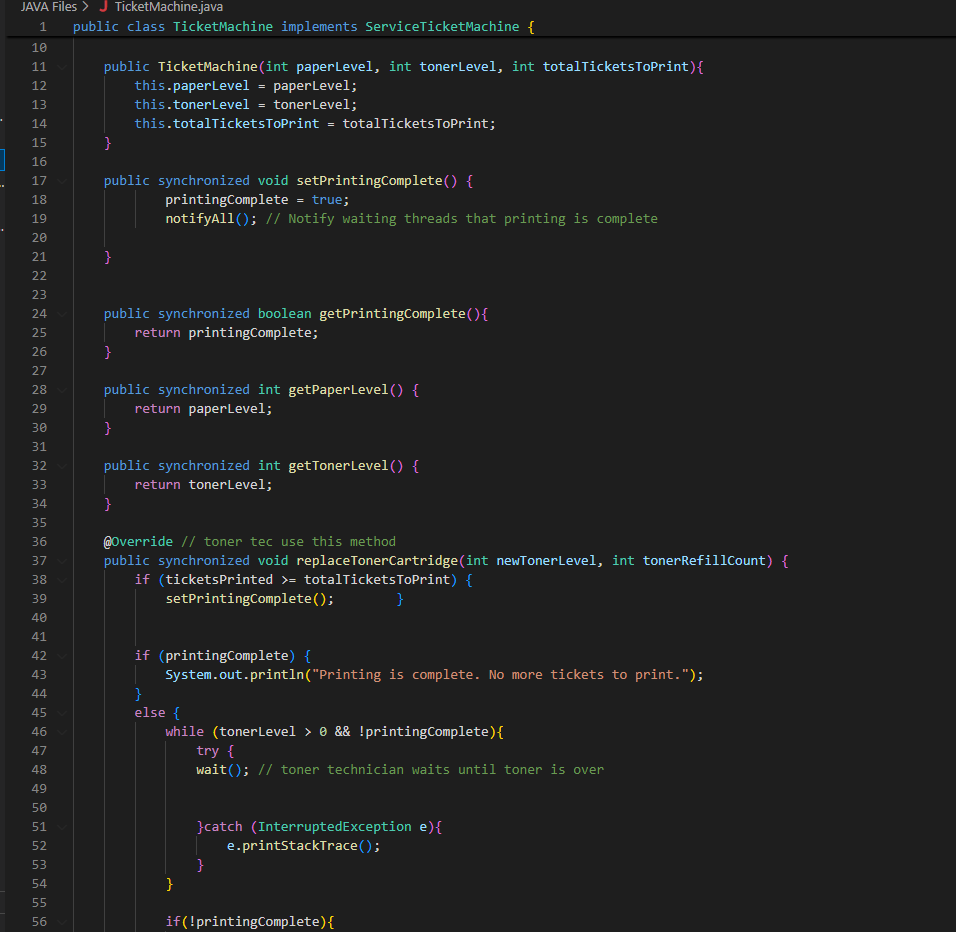 JAVA Files > J TicketMachine.java
1 public class TicketMachine implements ServiceTicketMachine {
10
11 public TicketMachine(int paperLevel, int tonerLevel, int totalTicketsToPrint){
12 this.paperLevel = paperLevel;
13 this.tonerLevel = tonerLevel;
14 this.totalTicketsToPrint = totalTicketsToPrint;
15 }
16
17 public synchronized void setPrintingComplete() {
18 printingComplete = true;
19 notifyAll(); // Notify waiting threads that printing is complete
20
21 }
22
23
24 public synchronized boolean getPrintingComplete(){
25 return printingComplete;
26 }
27
28 public synchronized int getPaperLevel() {
29 return paperLevel;
30 }
31
32 public synchronized int getTonerLevel() {
33 return tonerLevel;
34 }
35
36 @Override // toner tec use this method
37 public synchronized void replaceTonerCartridge(int newTonerLevel, int tonerRefillCount) {
38 if (ticketsPrinted >= totalTicketsToPrint) {
39 setPrintingComplete(); }
40
41
42 if (printingComplete) {
43 System.out.println("Printing is complete. No more tickets to print.");
44 }
45 else {
46 while (tonerLevel > 0 && !printingComplete){
47 try {
48 wait(); // toner technician waits until toner is over
49
50
51 }catch (InterruptedException e){
52 e.printStackTrace();
53 }
54 }
55
56 if(!printingComplete){